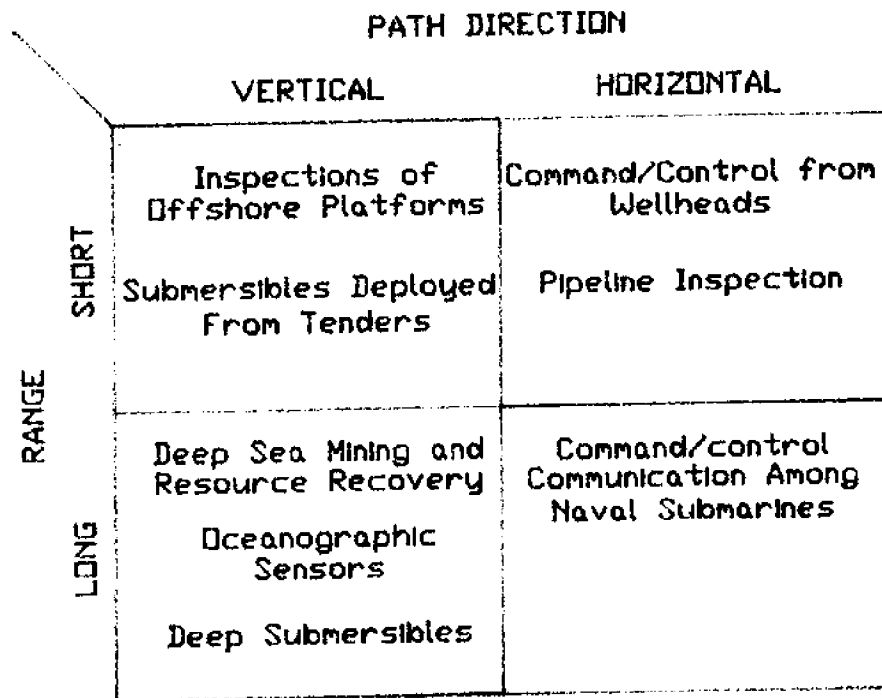 PATH DIRECTION
VERTICAL
HORIZONTAL
RANGE
SHORT
Inspections of
Offshore Platforms
Submersibles Deployed
From Tenders
Command/Control from
Wellheads
Pipeline Inspection
LONG
Deep Sea Mining and
Resource Recovery
Oceanographic
Sensors
Deep Submersibles
Command/control
Communication Among
Naval Submarines